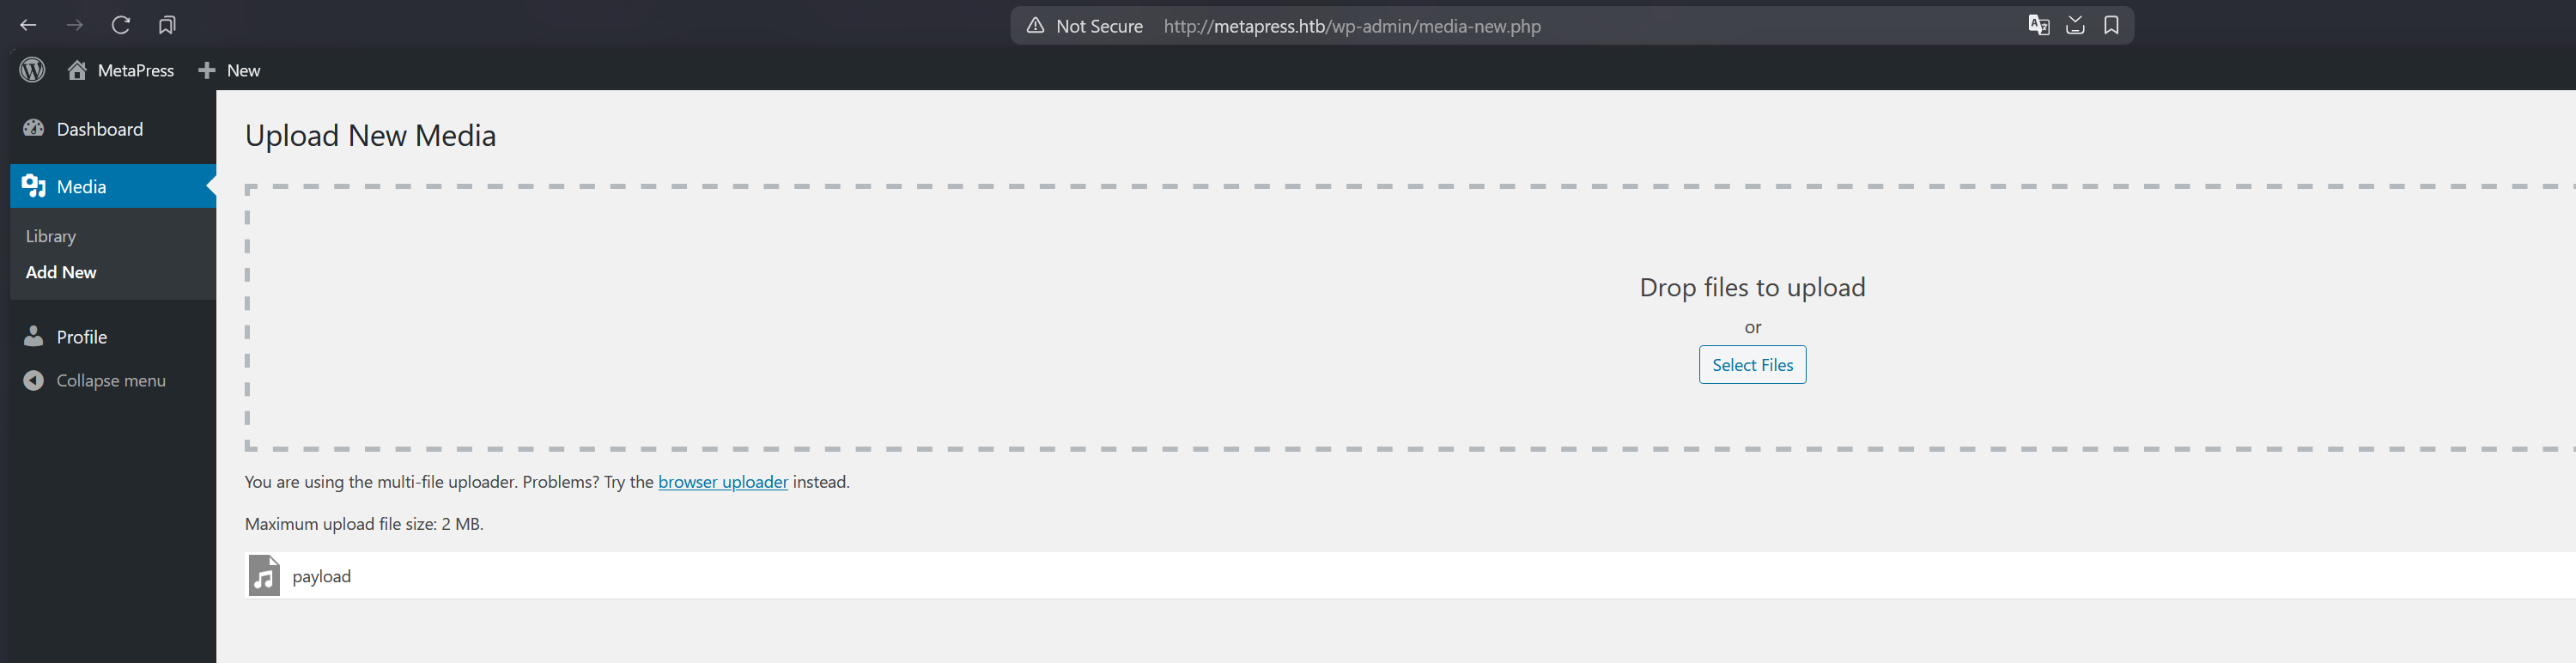 Not Secure http://metapress.htb/wp-admin/media-new.php
MetaPress New
Dashboard
Media
Library
Add New
Profile
Collapse menu
Upload New Media
Drop files to upload
or
Select Files
You are using the multi-file uploader. Problems? Try the browser uploader instead.
Maximum upload file size: 2 MB.
payload